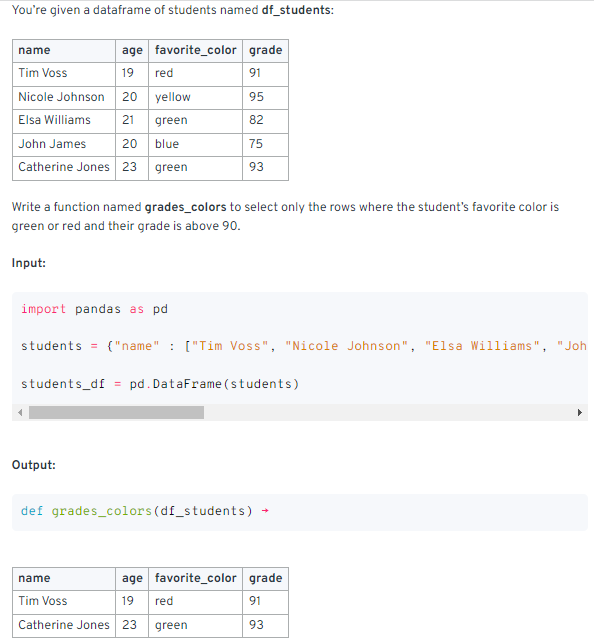 You're given a dataframe of students named df_students:
name age favorite_color grade
Tim Voss 19 red 91
Nicole Johnson 20 yellow 95
Elsa Williams 21 green 82
John James 20 blue 75
Catherine Jones 23 green 93
Write a function named grades_colors to select only the rows where the student's favorite color is
green or red and their grade is above 90.
Input:
import pandas as pd
students = {"name" : ["Tim Voss", "Nicole Johnson", "Elsa Williams", "Joh
students_df = pd.DataFrame(students)
Output:
def grades_colors(df_students) →
name age favorite_color grade
Tim Voss 19 red 91
Catherine Jones 23 green 93